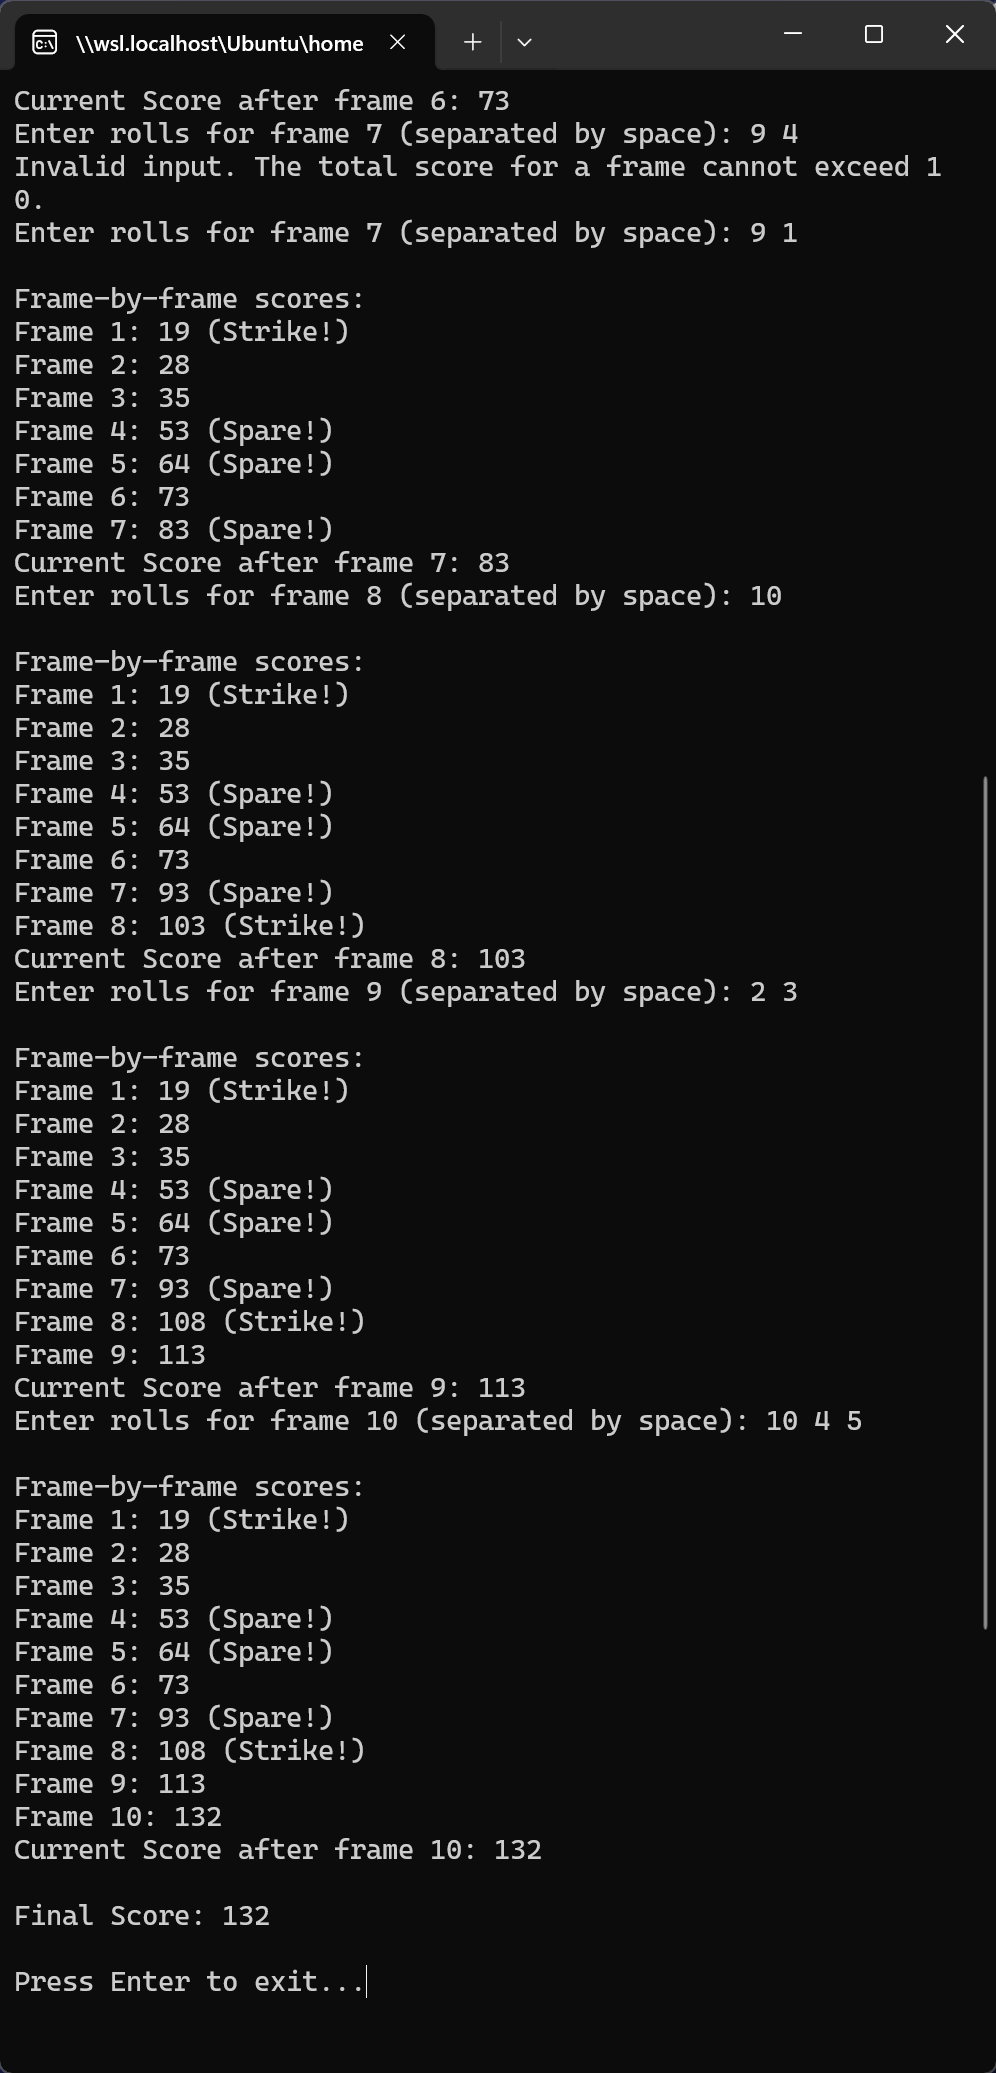 \\wsl.localhost\Ubuntu\home
Current Score after frame 6: 73
Enter rolls for frame 7 (separated by space): 9 4
Invalid input. The total score for a frame cannot exceed 1
0.
Enter rolls for frame 7 (separated by space): 9 1
Frame-by-frame scores:
Frame 1: 19 (Strike!)
Frame 2: 28
Frame 3: 35
Frame 4: 53 (Spare!)
Frame 5: 64 (Spare!)
Frame 6: 73
Frame 7: 83 (Spare!)
Current Score after frame 7: 83
Enter rolls for frame 8 (separated by space): 10
Frame-by-frame scores:
Frame 1: 19 (Strike!)
Frame 2: 28
Frame 3: 35
Frame 4: 53 (Spare!)
Frame 5: 64 (Spare!)
Frame 6: 73
Frame 7: 93 (Spare!)
Frame 8: 103 (Strike!)
Current Score after frame 8: 103
Enter rolls for frame 9 (separated by space): 2 3
Frame-by-frame scores:
Frame 1: 19 (Strike!)
Frame 2: 28
Frame 3: 35
Frame 4: 53 (Spare!)
Frame 5: 64 (Spare!)
Frame 6: 73
Frame 7: 93 (Spare!)
Frame 8: 108 (Strike!)
Frame 9: 113
Current Score after frame 9: 113
Enter rolls for frame 10 (separated by space): 10 4 5
Frame-by-frame scores:
Frame 1: 19 (Strike!)
Frame 2: 28
Frame 3: 35
Frame 4: 53 (Spare!)
Frame 5: 64 (Spare!)
Frame 6: 73
Frame 7: 93 (Spare!)
Frame 8: 108 (Strike!)
Frame 9: 113
Frame 10: 132
Current Score after frame 10: 132
Final Score: 132
Press Enter to exit...